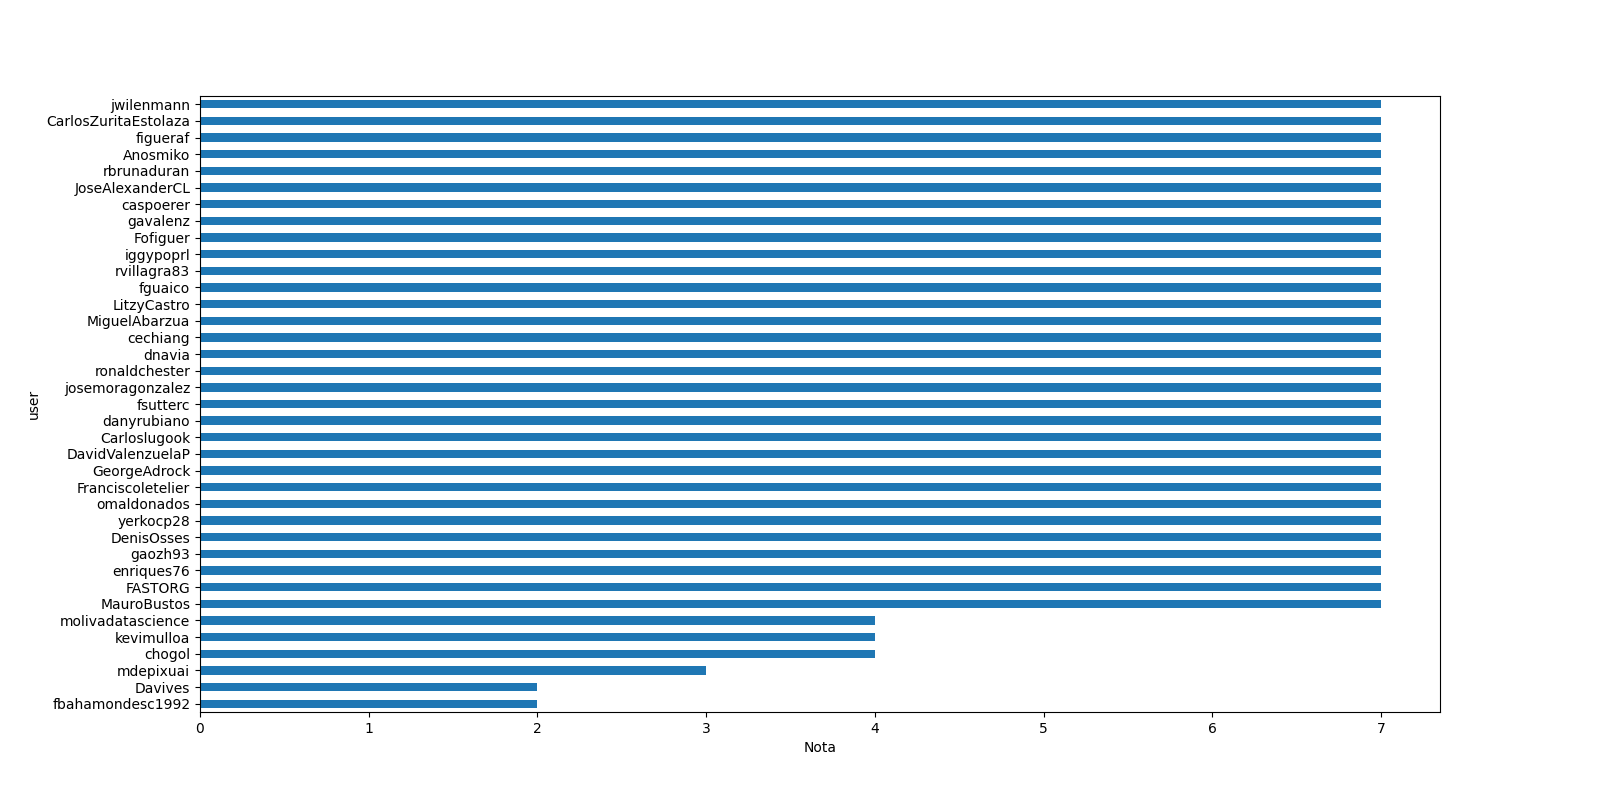 jwilenmann
CarlosZuritaEstolaza
figueraf
Anosmiko
rbrunaduran
JoseAlexanderCL
caspoerer
gavalenz
Fofiguer
iggypoprl
rvillagra83
fguaico
LitzyCastro
MiguelAbarzua
cechiang
dnavia
ronaldchester
josemoragonzalez
fsutterc
danyrubiano
Carloslugook
DavidValenzuelaP
GeorgeAdrock
Franciscoletelier
omaldonados
yerkocp28
DenisOsses
gaozh93
enriques76
FASTORG
MauroBustos
molivadatascience
kevimulloa
chogol
mdepixuai
Davives
fbahamondesc1992
user
0 1 2 3 4 5 6 7
Nota